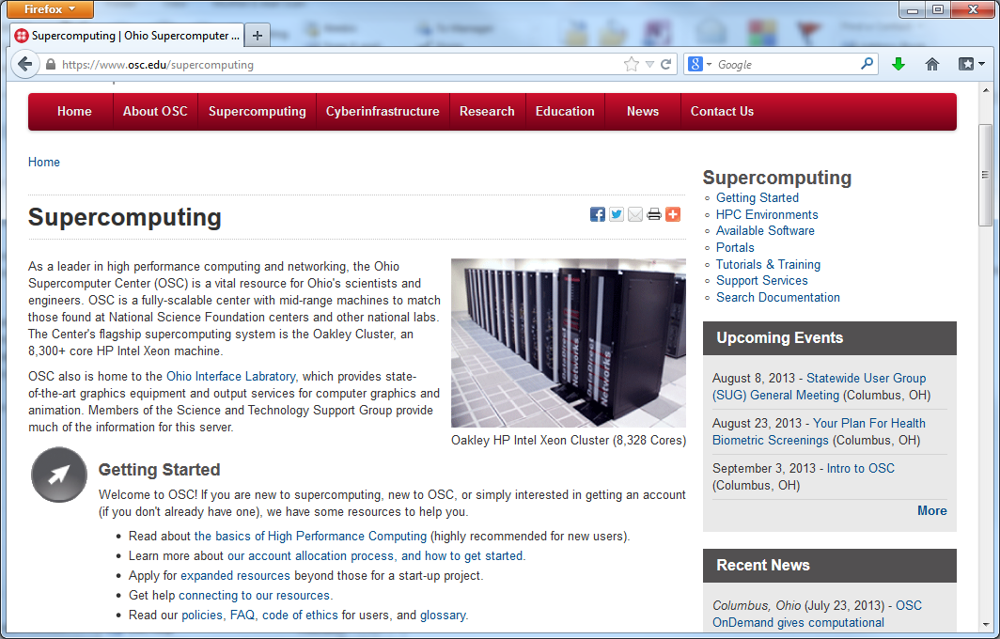 Firefox
Supercomputing | Ohio Supercomputer ...
https://www.osc.edu/supercomputing
Google
Home
About OSC
Supercomputing
Cyberinfrastructure
Research
Education
News
Contact Us
Home
Supercomputing
As a leader in high performance computing and networking, the Ohio
Supercomputer Center (OSC) is a vital resource for Ohio's scientists and
engineers. OSC is a fully-scalable center with mid-range machines to match
those found at National Science Foundation centers and other national labs.
The Center's flagship supercomputing system is the Oakley Cluster, an
8,300+ core HP Intel Xeon machine.
OSC also is home to the Ohio Interface Labratory, which provides state-
of-the-art graphics equipment and output services for computer graphics and
animation. Members of the Science and Technology Support Group provide
much of the information for this server.
DataDirect
Networks
DataDirect
Networks
Oakley HP Intel Xeon Cluster (8,328 Cores)
Getting Started
Welcome to OSC! If you are new to supercomputing, new to OSC, or simply interested in getting an account
(if you don't already have one), we have some resources to help you.
Read about the basics of High Performance Computing (highly recommended for new users).
Learn more about our account allocation process, and how to get started.
Apply for expanded resources beyond those for a start-up project.
Get help connecting to our resources.
Read our policies, FAQ, code of ethics for users, and glossary.
Supercomputing
Getting Started
HPC Environments
Available Software
Portals
Tutorials & Training
Support Services
Search Documentation
Upcoming Events
August 8, 2013 - Statewide User Group
(SUG) General Meeting (Columbus, OH)
August 23, 2013 - Your Plan For Health
Biometric Screenings (Columbus, OH)
September 3, 2013 - Intro to OSC
(Columbus, OH)
More
Recent News
Columbus, Ohio (July 23, 2013) - OSC
OnDemand gives computational